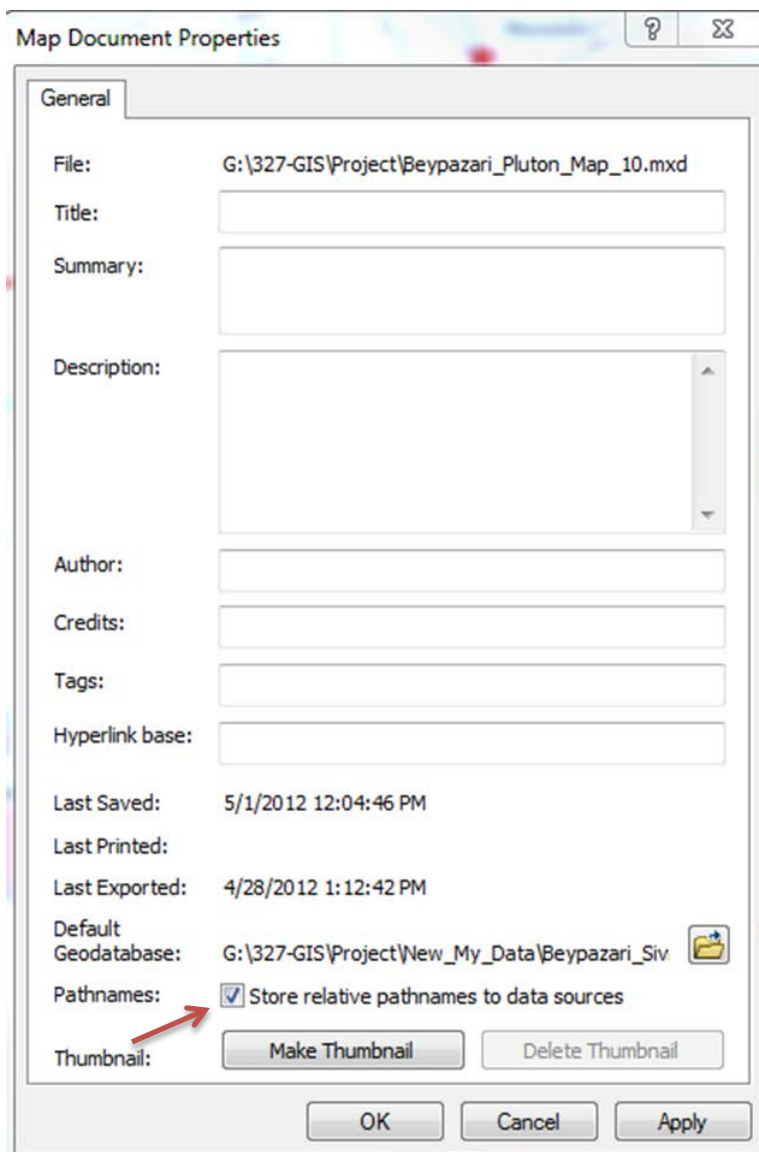 Map Document Properties
General
File: G:\327-GIS\Project\Beypazari_Pluton_Map_10.mxd
Title:
Summary:
Description:
Author:
Credits:
Tags:
Hyperlink base:
Last Saved: 5/1/2012 12:04:46 PM
Last Printed:
Last Exported: 4/28/2012 1:12:42 PM
Default
Geodatabase: G:\327-GIS\Project\New_My_Data\Beypazari_Siv
Pathnames: Store relative pathnames to data sources
Thumbnail: Make Thumbnail Delete Thumbnail
OK Cancel Apply